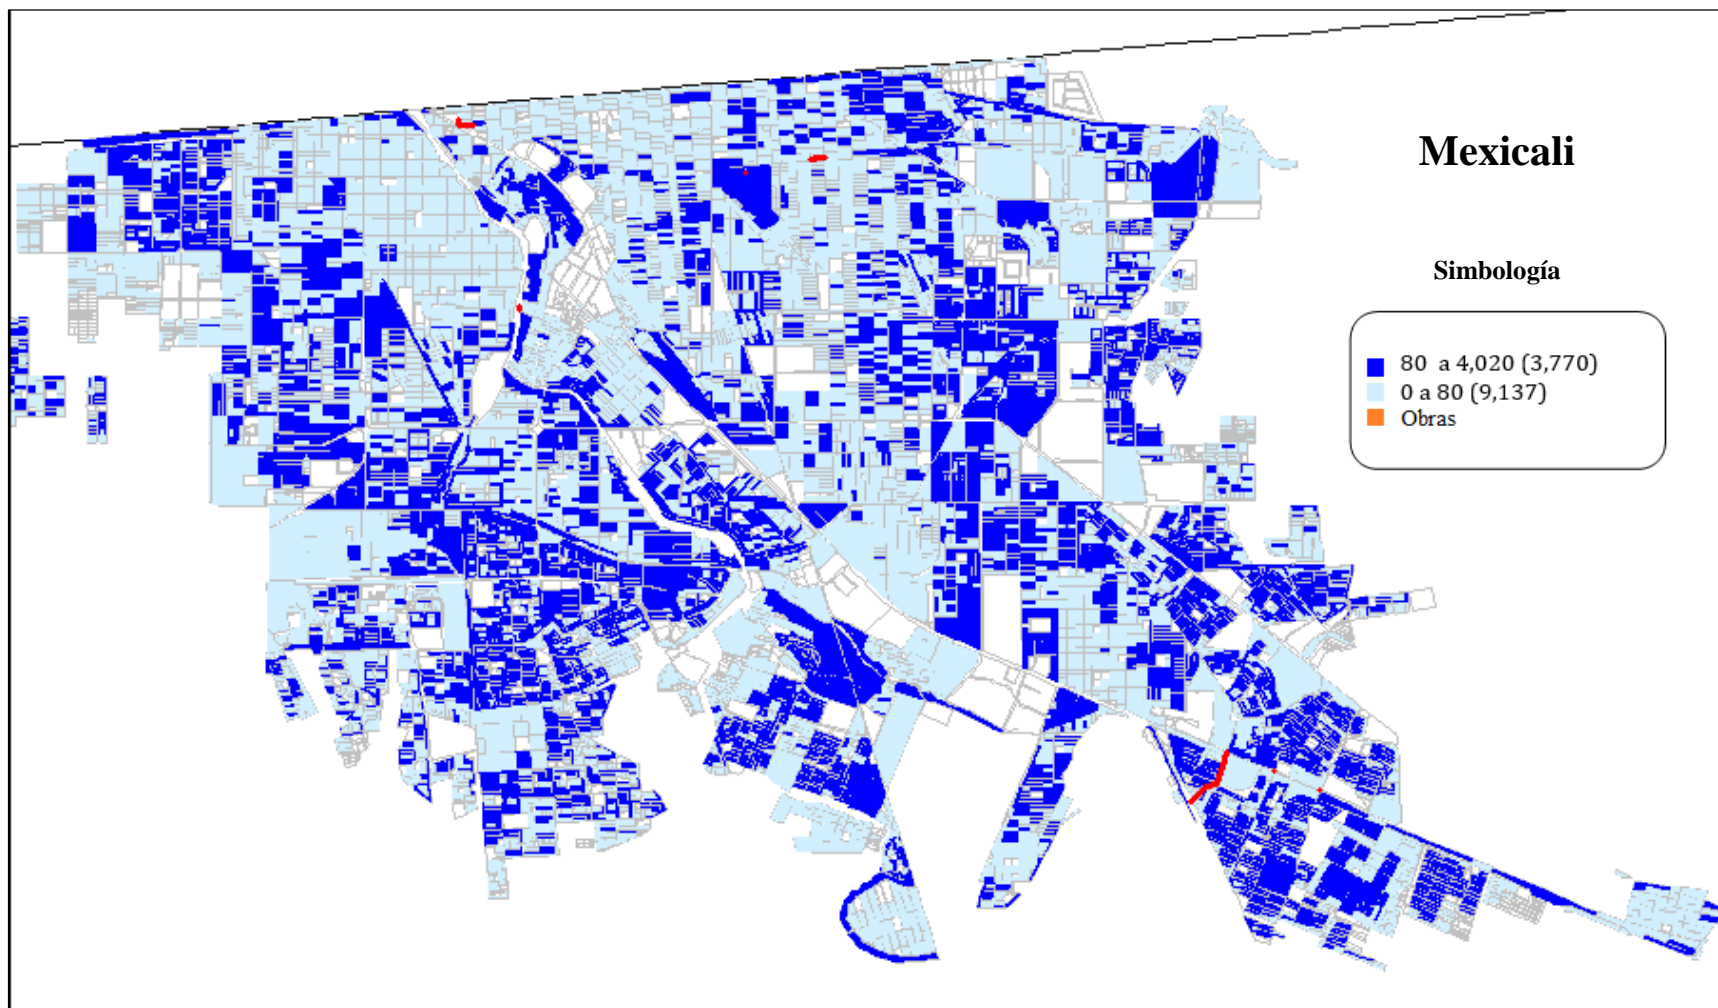 Mexicali
Simbología
80 a 4,020 (3,770)
0 a 80 (9,137)
Obras